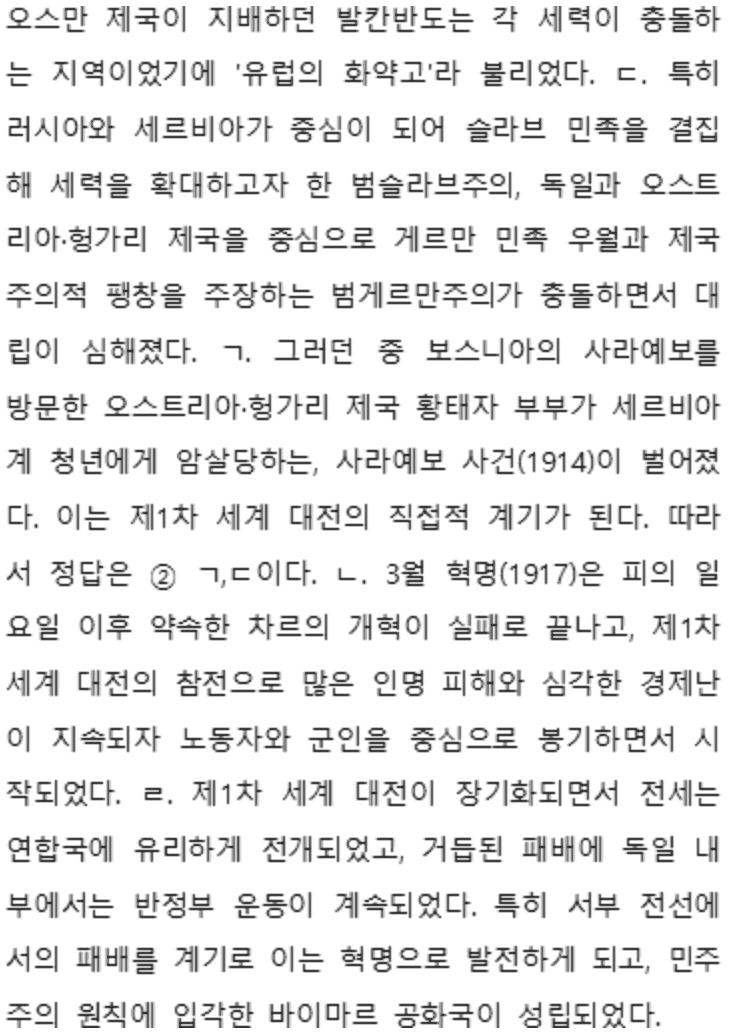 오스만 제국이 지배하던 발칸반도는 각 세력이 충돌하
는 지역이었기에 '유럽의 화약고'라 불리었다. ㄷ. 특히
러시아와 세르비아가 중심이 되어 슬라브 민족을 결집
해 세력을 확대하고자 한 범슬라브주의, 독일과 오스트
리아·헝가리 제국을 중심으로 게르만 민족 우월과 제국
주의적 팽창을 주장하는 범게르만주의가 충돌하면서 대
립이 심해졌다. ㄱ. 그러던 중 보스니아의 사라예보를
방문한 오스트리아·헝가리 제국 황태자 부부가 세르비아
계 청년에게 암살당하는, 사라예보 사건(1914)이 벌어졌
다. 이는 제1차 세계 대전의 직접적 계기가 된다. 따라
서 정답은 ② ㄱ,ㄷ이다. ㄴ. 3월 혁명(1917)은 피의 일
요일 이후 약속한 차르의 개혁이 실패로 끝나고, 제1차
세계 대전의 참전으로 많은 인명 피해와 심각한 경제난
이 지속되자 노동자와 군인을 중심으로 봉기하면서 시
작되었다. ㄹ. 제1차 세계 대전이 장기화되면서 전세는
연합국에 유리하게 전개되었고, 거듭된 패배에 독일 내
부에서는 반정부 운동이 계속되었다. 특히 서부 전선에
서의 패배를 계기로 이는 혁명으로 발전하게 되고, 민주
주의 원칙에 입각한 바이마르 공화국이 성립되었다.